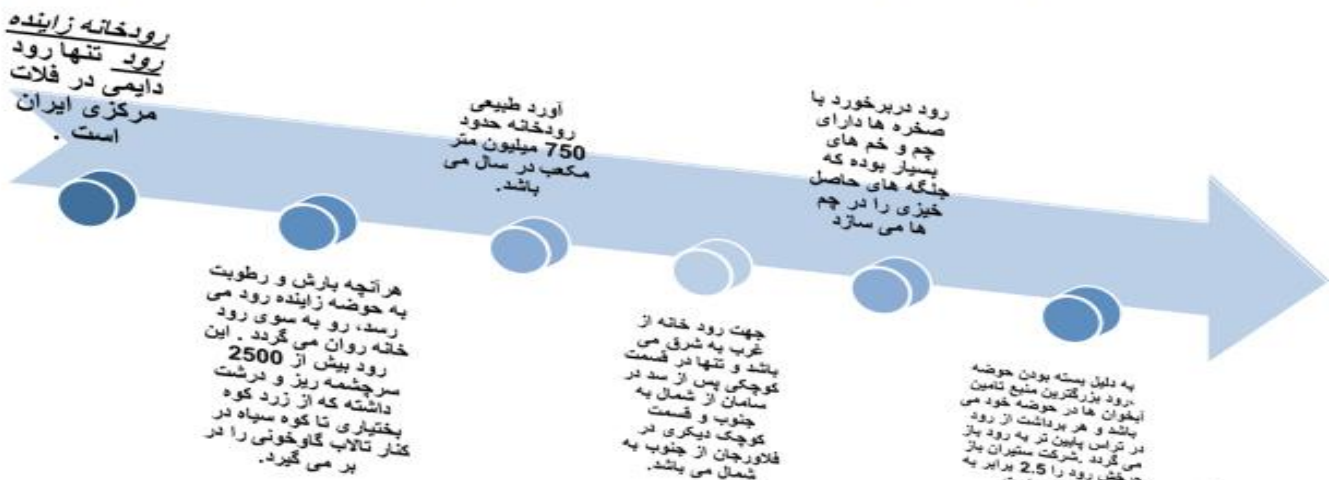 رودخانه زاینده
رود تنها رود
دایمی در فلات
مرکزی ایران
است .
هرآنچه بارش و رطوبت
به حوضه زاینده رود می
رسد، رو به سوی رود
خانه روان می گردد . این
رود بیش از 2500
سرچشمه ریز و درشت
داشته که از زرد کوه
بختیاری تا کوه سیاه در
کنار تالاب گاوخونی را در
بر می گیرد.
آورد طبیعی
رودخانه حدود
750 میلیون متر
مکعب در سال می
باشد.
جهت رود خانه از
غرب به شرق می
باشد و تنها در قسمت
کوچکی پس از سد در
سامان از شمال به
جنوب و قسمت
کوچک دیگری در
فلاورجان از جنوب به
شمال می باشد.
رود دربرخورد با
صخره ها دارای
چم و خم های
بسیار بوده که
جلگه های حاصل
خیزی را در چم
ها می سازد
به دلیل بسته بودن حوضه
،رود بزرگترین منبع تامین
آبخوان ها در حوضه خود می
باشد و هر برداشت از رود
در تراس پایین تر به رود باز
می گردد .شرکت ستیران باز
چرخش رود را 2.5 برابر به